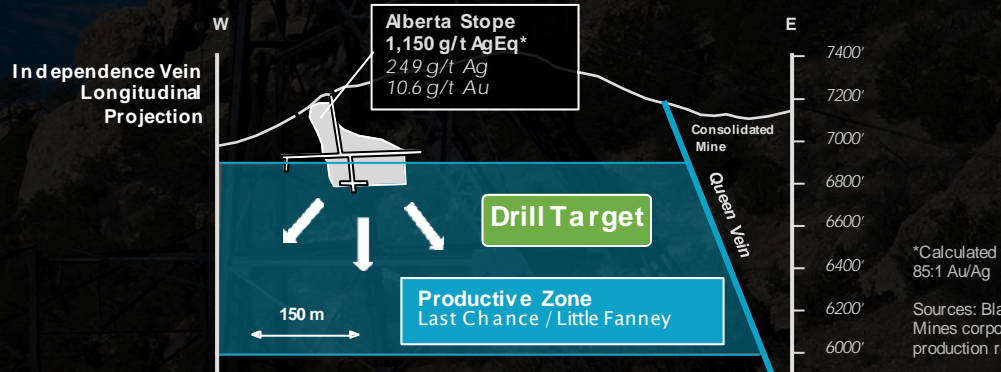 W
E
Alberta Stope
1,150 g/t AgEq*
249 g/t Ag
10.6 g/t Au
Independence Vein
Longitudinal
Projection
7400'
7200'
7000'
6800'
6600'
6400'
6200'
6000'
Consolidated
Mine
Queen Vein
Drill Target
Productive Zone
Last Chance / Little Fanney
150 m
*Calculated
85:1 Au/Ag
Sources:
Mines
production